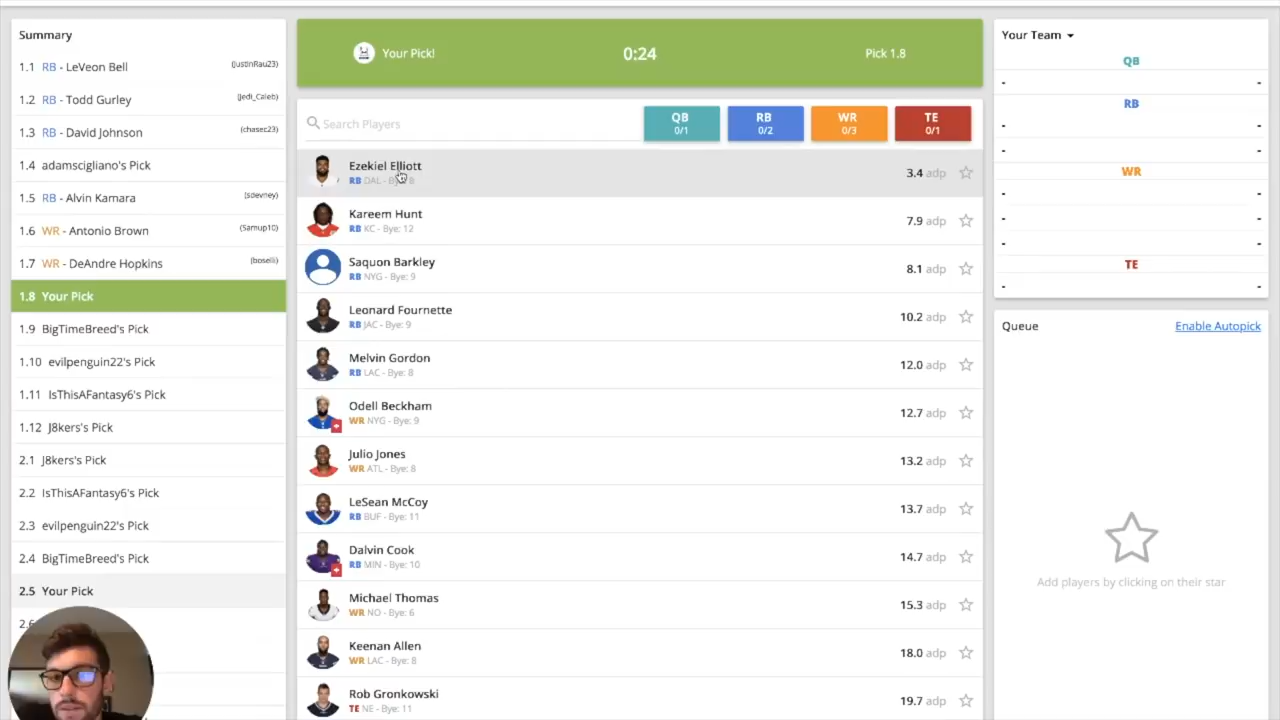 Summary
1.1 RB - LeVeon Bell (JustinRau23)
1.2 RB - Todd Gurley (Jedi_Caleb)
1.3 RB - David Johnson (chasec23)
1.4 adamscigliano's Pick
1.5 RB - Alvin Kamara (sdevney)
1.6 WR - Antonio Brown (Samup10)
1.7 WR - DeAndre Hopkins (boselli)
1.8 Your Pick
1.9 BigTimeBreed's Pick
1.10 evilpenguin22's Pick
1.11 IsThisAFantasy6's Pick
1.12 J8kers's Pick
2.1 J8kers's Pick
2.2 IsThisAFantasy6's Pick
2.3 evilpenguin22's Pick
2.4 BigTimeBreed's Pick
2.5 Your Pick
Your Pick! 0:24 Pick 1.8
Search Players
QB 0/1
RB 0/2
WR 0/3
TE 0/1
Ezekiel Elliott 3.4 adp
RB DAL
Kareem Hunt 7.9 adp
RB KC - Bye: 12
Saquon Barkley 8.1 adp
RB NYG - Bye: 9
Leonard Fournette 10.2 adp
RB JAC - Bye: 9
Melvin Gordon 12.0 adp
RB LAC - Bye: 8
Odell Beckham 12.7 adp
WR NYG - Bye: 9
Julio Jones 13.2 adp
WR ATL - Bye: 8
LeSean McCoy 13.7 adp
RB BUF - Bye: 11
Dalvin Cook 14.7 adp
RB MIN - Bye: 10
Michael Thomas 15.3 adp
WR NO - Bye: 6
Keenan Allen 18.0 adp
WR LAC - Bye: 8
Rob Gronkowski 19.7 adp
TE NE - Bye: 11
Your Team
QB
- -
RB
- -
- -
WR
- -
- -
- -
TE
- -
Queue Enable Autopick
Add players by clicking on their star